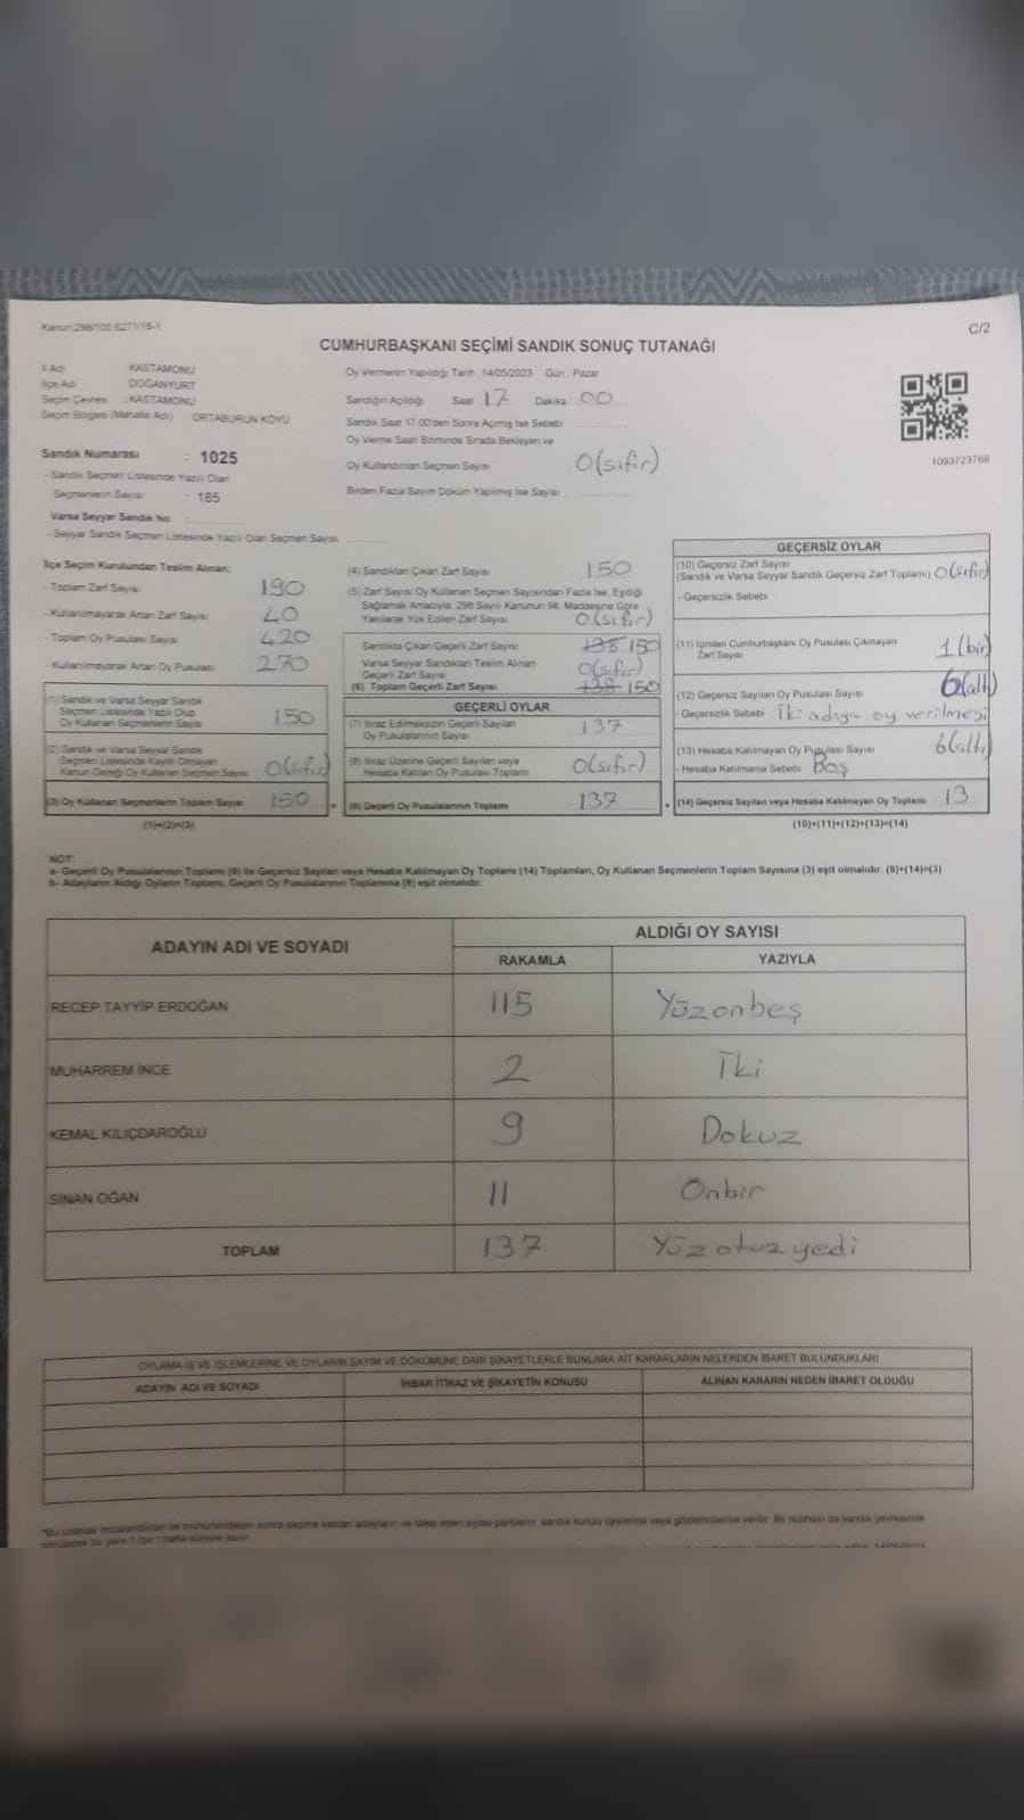 Kanun:298/105 6271/15-1
C/2
CUMHURBAŞKANI SEÇİMİ SANDIK SONUÇ TUTANAĞI
İl Adı : KASTAMONU
İlçe Adı : DOĞANYURT
Seçim Çevresi : KASTAMONU
Seçim Bölgesi (Mahalle Adı) : ORTABURUN KÖYÜ
Sandık Numarası : 1025
- Sandık Seçmen Listesinde Yazılı Olan
Seçmenlerin Sayısı : 185
Varsa Seyyar Sandık No :
- Seyyar Sandık Seçmen Listesinde Yazılı Olan Seçmen Sayısı
Oy Vermenin Yapıldığı Tarih : 14/05/2023 Gün : Pazar
Sandığın Açıldığı Saat : 17 Dakika : 00
Sandık Saat 17.00'den Sonra Açılmış İse Sebebi
Oy Verme Saati Bitiminde Sırada Bekleyen ve
Oy Kullandırılan Seçmen Sayısı 0(sıfır)
Birden Fazla Sayım Döküm Yapılmış İse Sayısı
1093723768
İlçe Seçim Kurulundan Teslim Alınan;
- Toplam Zarf Sayısı 190
- Kullanılmayarak Artan Zarf Sayısı 40
- Toplam Oy Pusulası Sayısı 420
- Kullanılmayarak Artan Oy Pusulası 270
(1) Sandık ve Varsa Seyyar Sandık
Seçmen Listesinde Yazılı Olup
Oy Kullanan Seçmenlerin Sayısı 150
(2) Sandık ve Varsa Seyyar Sandık
Seçmen Listesinde Kayıtlı Olmayan
Kanun Gereği Oy Kullanan Seçmen Sayısı 0(sıfır)
(3) Oy Kullanan Seçmenlerin Toplam Sayısı 150
(1)+(2)=(3)
(4) Sandıktan Çıkan Zarf Sayısı 150
(5) Zarf Sayısı Oy Kullanan Seçmen Sayısından Fazla İse, Eşitliği
Sağlamak Amacıyla 298 Sayılı Kanunun 98. Maddesine Göre
Yakılarak Yok Edilen Zarf Sayısı 0(sıfır)
Sandıkta Çıkan Geçerli Zarf Sayısı 138 150
Varsa Seyyar Sandıktan Teslim Alınan
Geçerli Zarf Sayısı 0(sıfır)
(6) Toplam Geçerli Zarf Sayısı 138 150
GEÇERLİ OYLAR
(7) İtiraz Edilmeksizin Geçerli Sayılan
Oy Pusulalarının Sayısı 137
(8) İtiraz Üzerine Geçerli Sayılan veya
Hesaba Katılan Oy Pusulası Toplamı 0(sıfır)
(9) Geçerli Oy Pusulalarının Toplamı 137
GEÇERSİZ OYLAR
(10) Geçersiz Zarf Sayısı
(Sandık ve Varsa Seyyar Sandık Geçersiz Zarf Toplamı) 0(sıfır)
- Geçersizlik Sebebi
(11) İçinden Cumhurbaşkanı Oy Pusulası Çıkmayan
Zarf Sayısı 1(bir)
(12) Geçersiz Sayılan Oy Pusulası Sayısı 6(altı)
- Geçersizlik Sebebi İki adaya oy verilmesi
(13) Hesaba Katılmayan Oy Pusulası Sayısı 6(altı)
- Hesaba Katılmama Sebebi Boş
(14) Geçersiz Sayılan veya Hesaba Katılmayan Oy Toplamı 13
(10)+(11)+(12)+(13)=(14)
NOT:
a- Geçerli Oy Pusulalarının Toplamı (9) ile Geçersiz Sayılan veya Hesaba Katılmayan Oy Toplamı (14) Toplamları, Oy Kullanan Seçmenlerin Toplam Sayısına (3) eşit olmalıdır. (9)+(14)=(3)
b- Adayların Aldığı Oyların Toplamı, Geçerli Oy Pusulalarının Toplamına (9) eşit olmalıdır.
ADAYIN ADI VE SOYADI
ALDIĞI OY SAYISI
RAKAMLA YAZIYLA
RECEP TAYYİP ERDOĞAN 115 Yüzonbeş
MUHARREM İNCE 2 İki
KEMAL KILIÇDAROĞLU 9 Dokuz
SİNAN OĞAN 11 Onbir
TOPLAM 137 Yüzotuzyedi
OYLAMA İŞ VE İŞLEMLERİNE VE OYLARIN SAYIM VE DÖKÜMÜNE DAİR ŞİKAYETLERLE BUNLARA AİT KARARLARIN NELERDEN İBARET BULUNDUKLARI
ADAYIN ADI VE SOYADI İHBAR İTİRAZ VE ŞİKAYETİN KONUSU ALINAN KARARIN NEDEN İBARET OLDUĞU